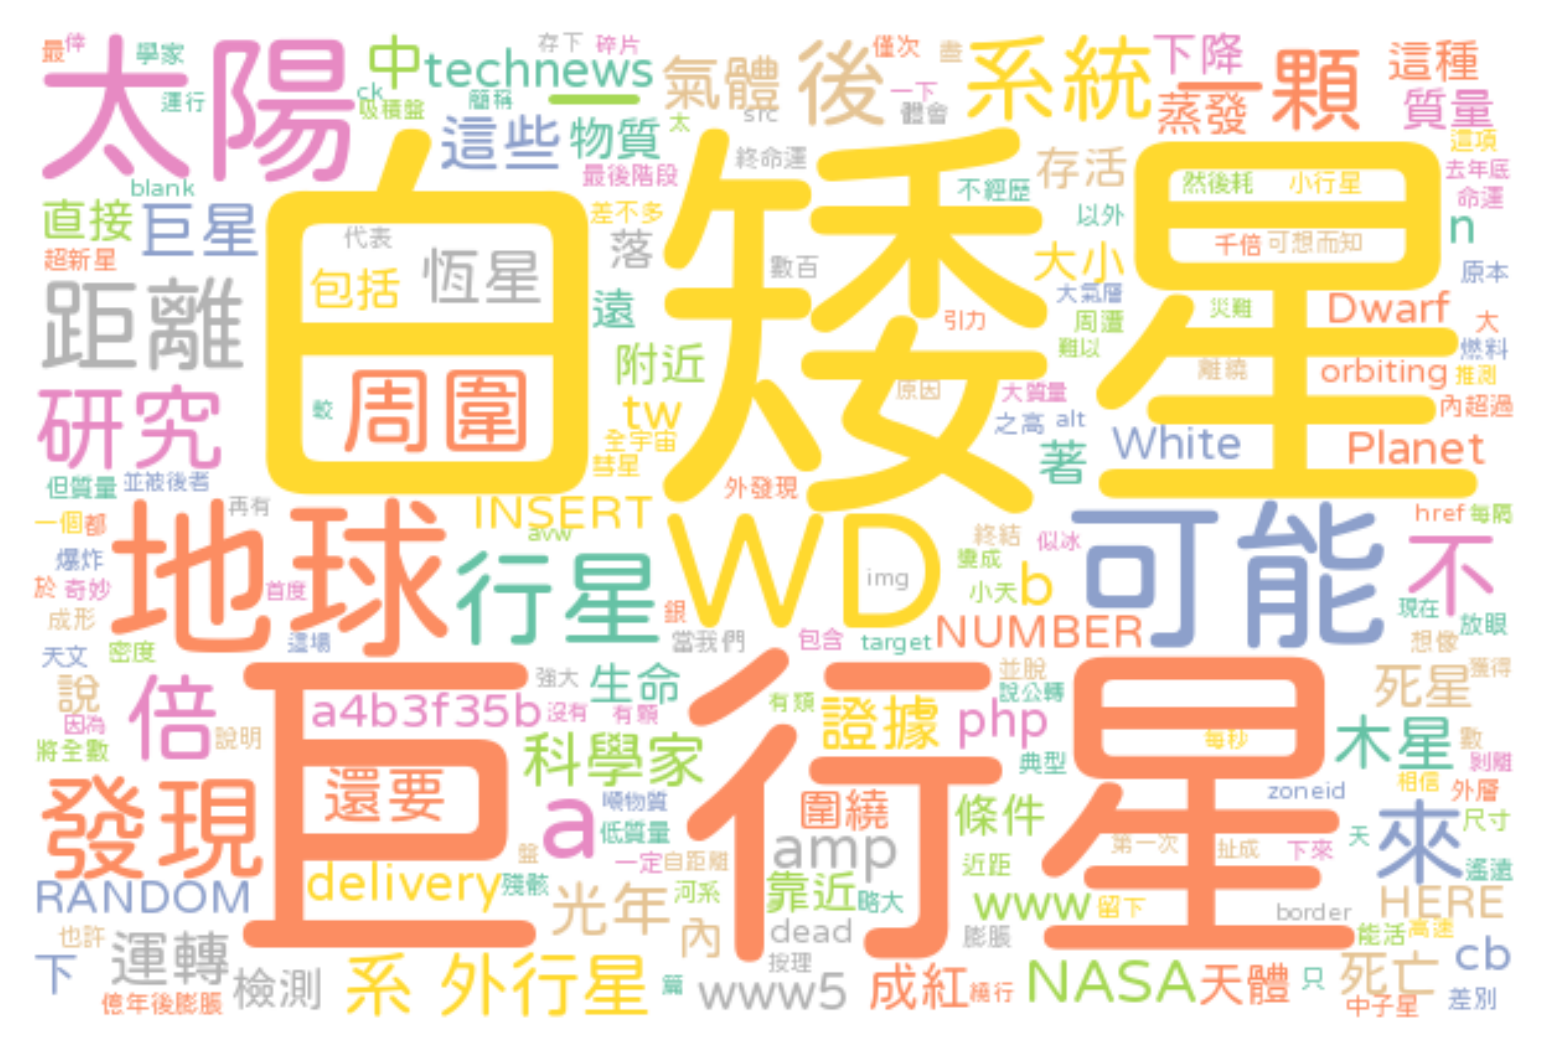 最 倖 學家 中 technews 存下 碎片 氣體 後 僅次 盡 系統 下降 一顆 這種
太陽 運行 ck 吸積盤 簡稱 一 太 src 一下 體會 蒸發 質量
這些 物質 終命運 存活 這項
blank 最後階段 不經歷 以外 然後耗 小行星 去年底 命運
直接 巨星 差不多 n
超新星 代表 落 數百 大小 千倍 可想而知 原本
白矮星
距離 包括 恆星 遠 大氣層 災難 Dwarf 大
附近 引力 周遭 難以 燃料
周圍 較 tw 原因 大質量 離繞 orbiting 推測
研究 全宇宙 之高 alt 內超過
彗星 著 White Planet
但質量 並被後者 外發現
一個 都 再有 INSERT avw 終結 似冰 href 每隔
地球 行星 WD 可能 不
爆炸 變成
於 奇妙 首度 img 小天 b 現在
成形 銀 放眼
天文 密度 這場 當我們 包含 target NUMBER 想像
說 強大 生命 並脫 死星 獲得
因為 倍 a4b3f35b 沒有 有顆 有類 說公轉
將全數 說明 科學家 證據 php 每秒 木星 數
巨行星
典型 剝離
發現 還要 a 順物質 圍繞 條件 zoneid 相信 外層
低質量 來 尺寸
盤 一定 自距離 amp 近距 第一次 扯成 下來 天 遙遠
RANDOM delivery 殘骸 光年 河系 靠近 略大 www 留下 border HERE
也許 運轉 內 dead 膨脹 能活 高速
下 檢測 系 外行星 篇 按理 www5 成紅 繞行 NASA 天體 只 死亡 cb
億年後膨脹 中子星 差別